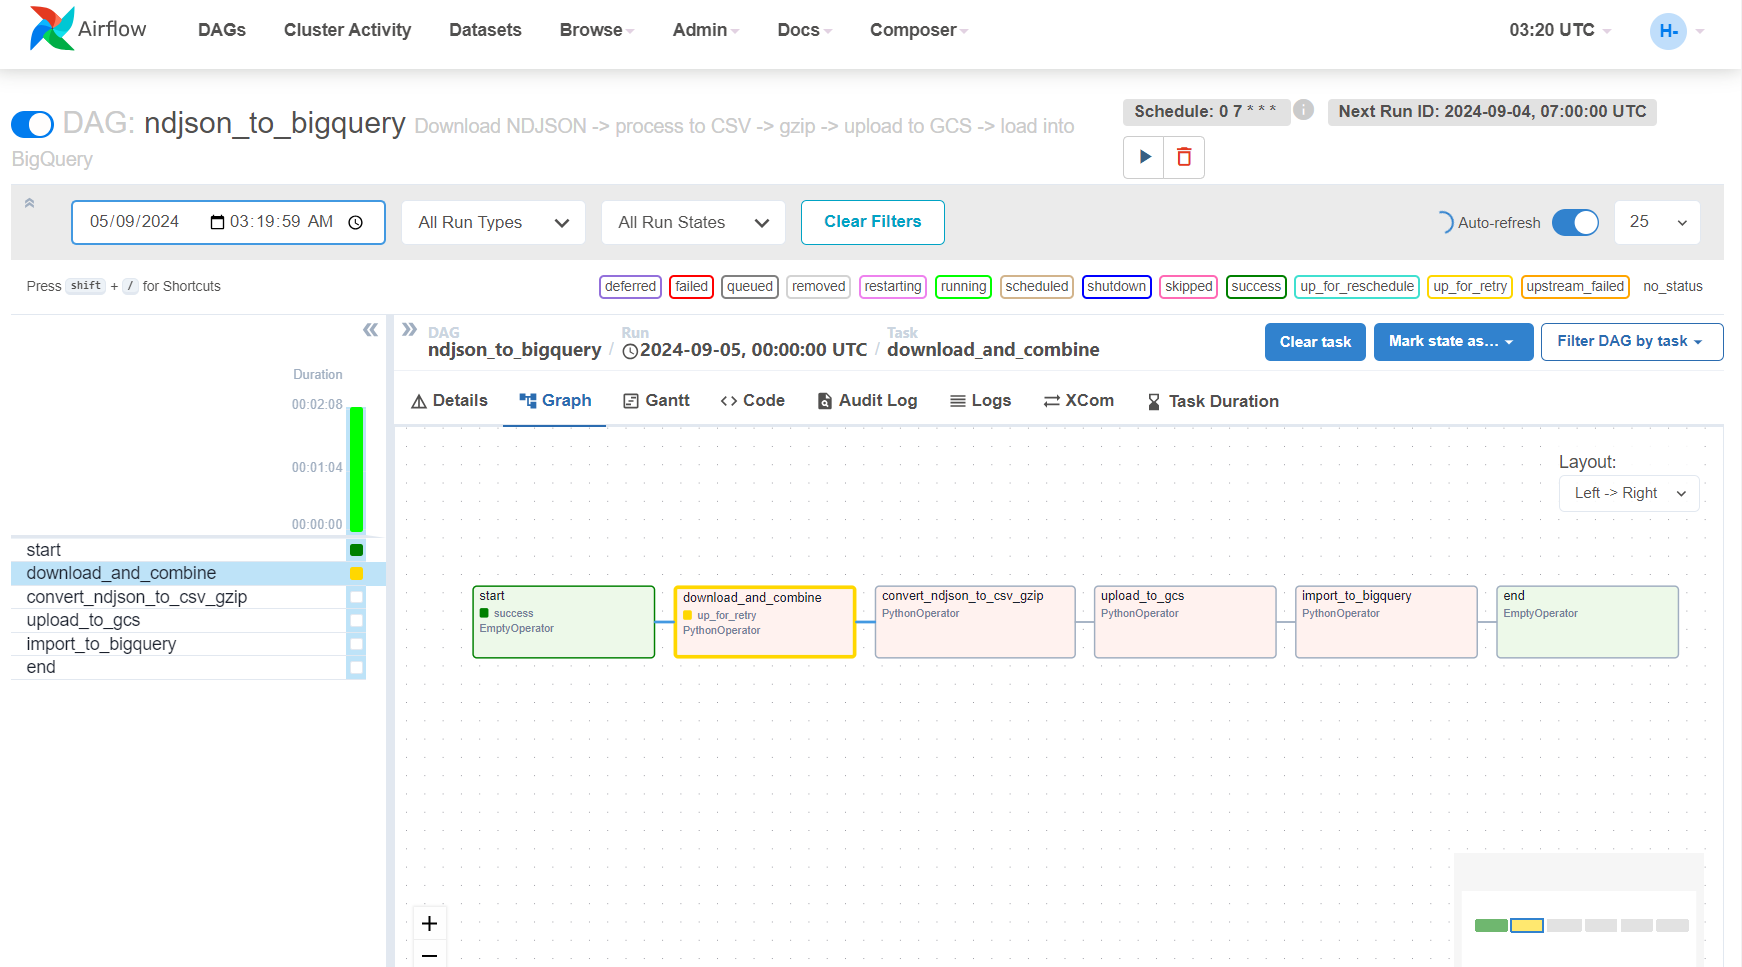 Airflow
DAGs
Cluster Activity
Datasets
Browse
Admin
Docs
Composer
03:20 UTC
H-
DAG: ndjson_to_bigquery Download NDJSON -> process to CSV -> gzip -> upload to GCS -> load into
BigQuery
Schedule: 0 7 * * *
i
Next Run ID: 2024-09-04, 07:00:00 UTC
05/09/2024 03:19:59 AM
All Run Types
All Run States
Clear Filters
Auto-refresh
25
Press shift + / for Shortcuts
deferred
failed
queued
removed
restarting
running
scheduled
shutdown
skipped
success
up_for_reschedule
up_for_retry
upstream_failed
no_status
Duration
00:02:08
00:01:04
00:00:00
start
download_and_combine
convert_ndjson_to_csv_gzip
upload_to_gcs
import_to_bigquery
end
DAG
ndjson_to_bigquery
/
Run
2024-09-05, 00:00:00 UTC
/
Task
download_and_combine
Clear task
Mark state as...
Filter DAG by task
Details
Graph
Gantt
Code
Audit Log
Logs
XCom
Task Duration
Layout:
Left -> Right
start
success
EmptyOperator
download_and_combine
up_for_retry
PythonOperator
convert_ndjson_to_csv_gzip
PythonOperator
upload_to_gcs
PythonOperator
import_to_bigquery
PythonOperator
end
EmptyOperator